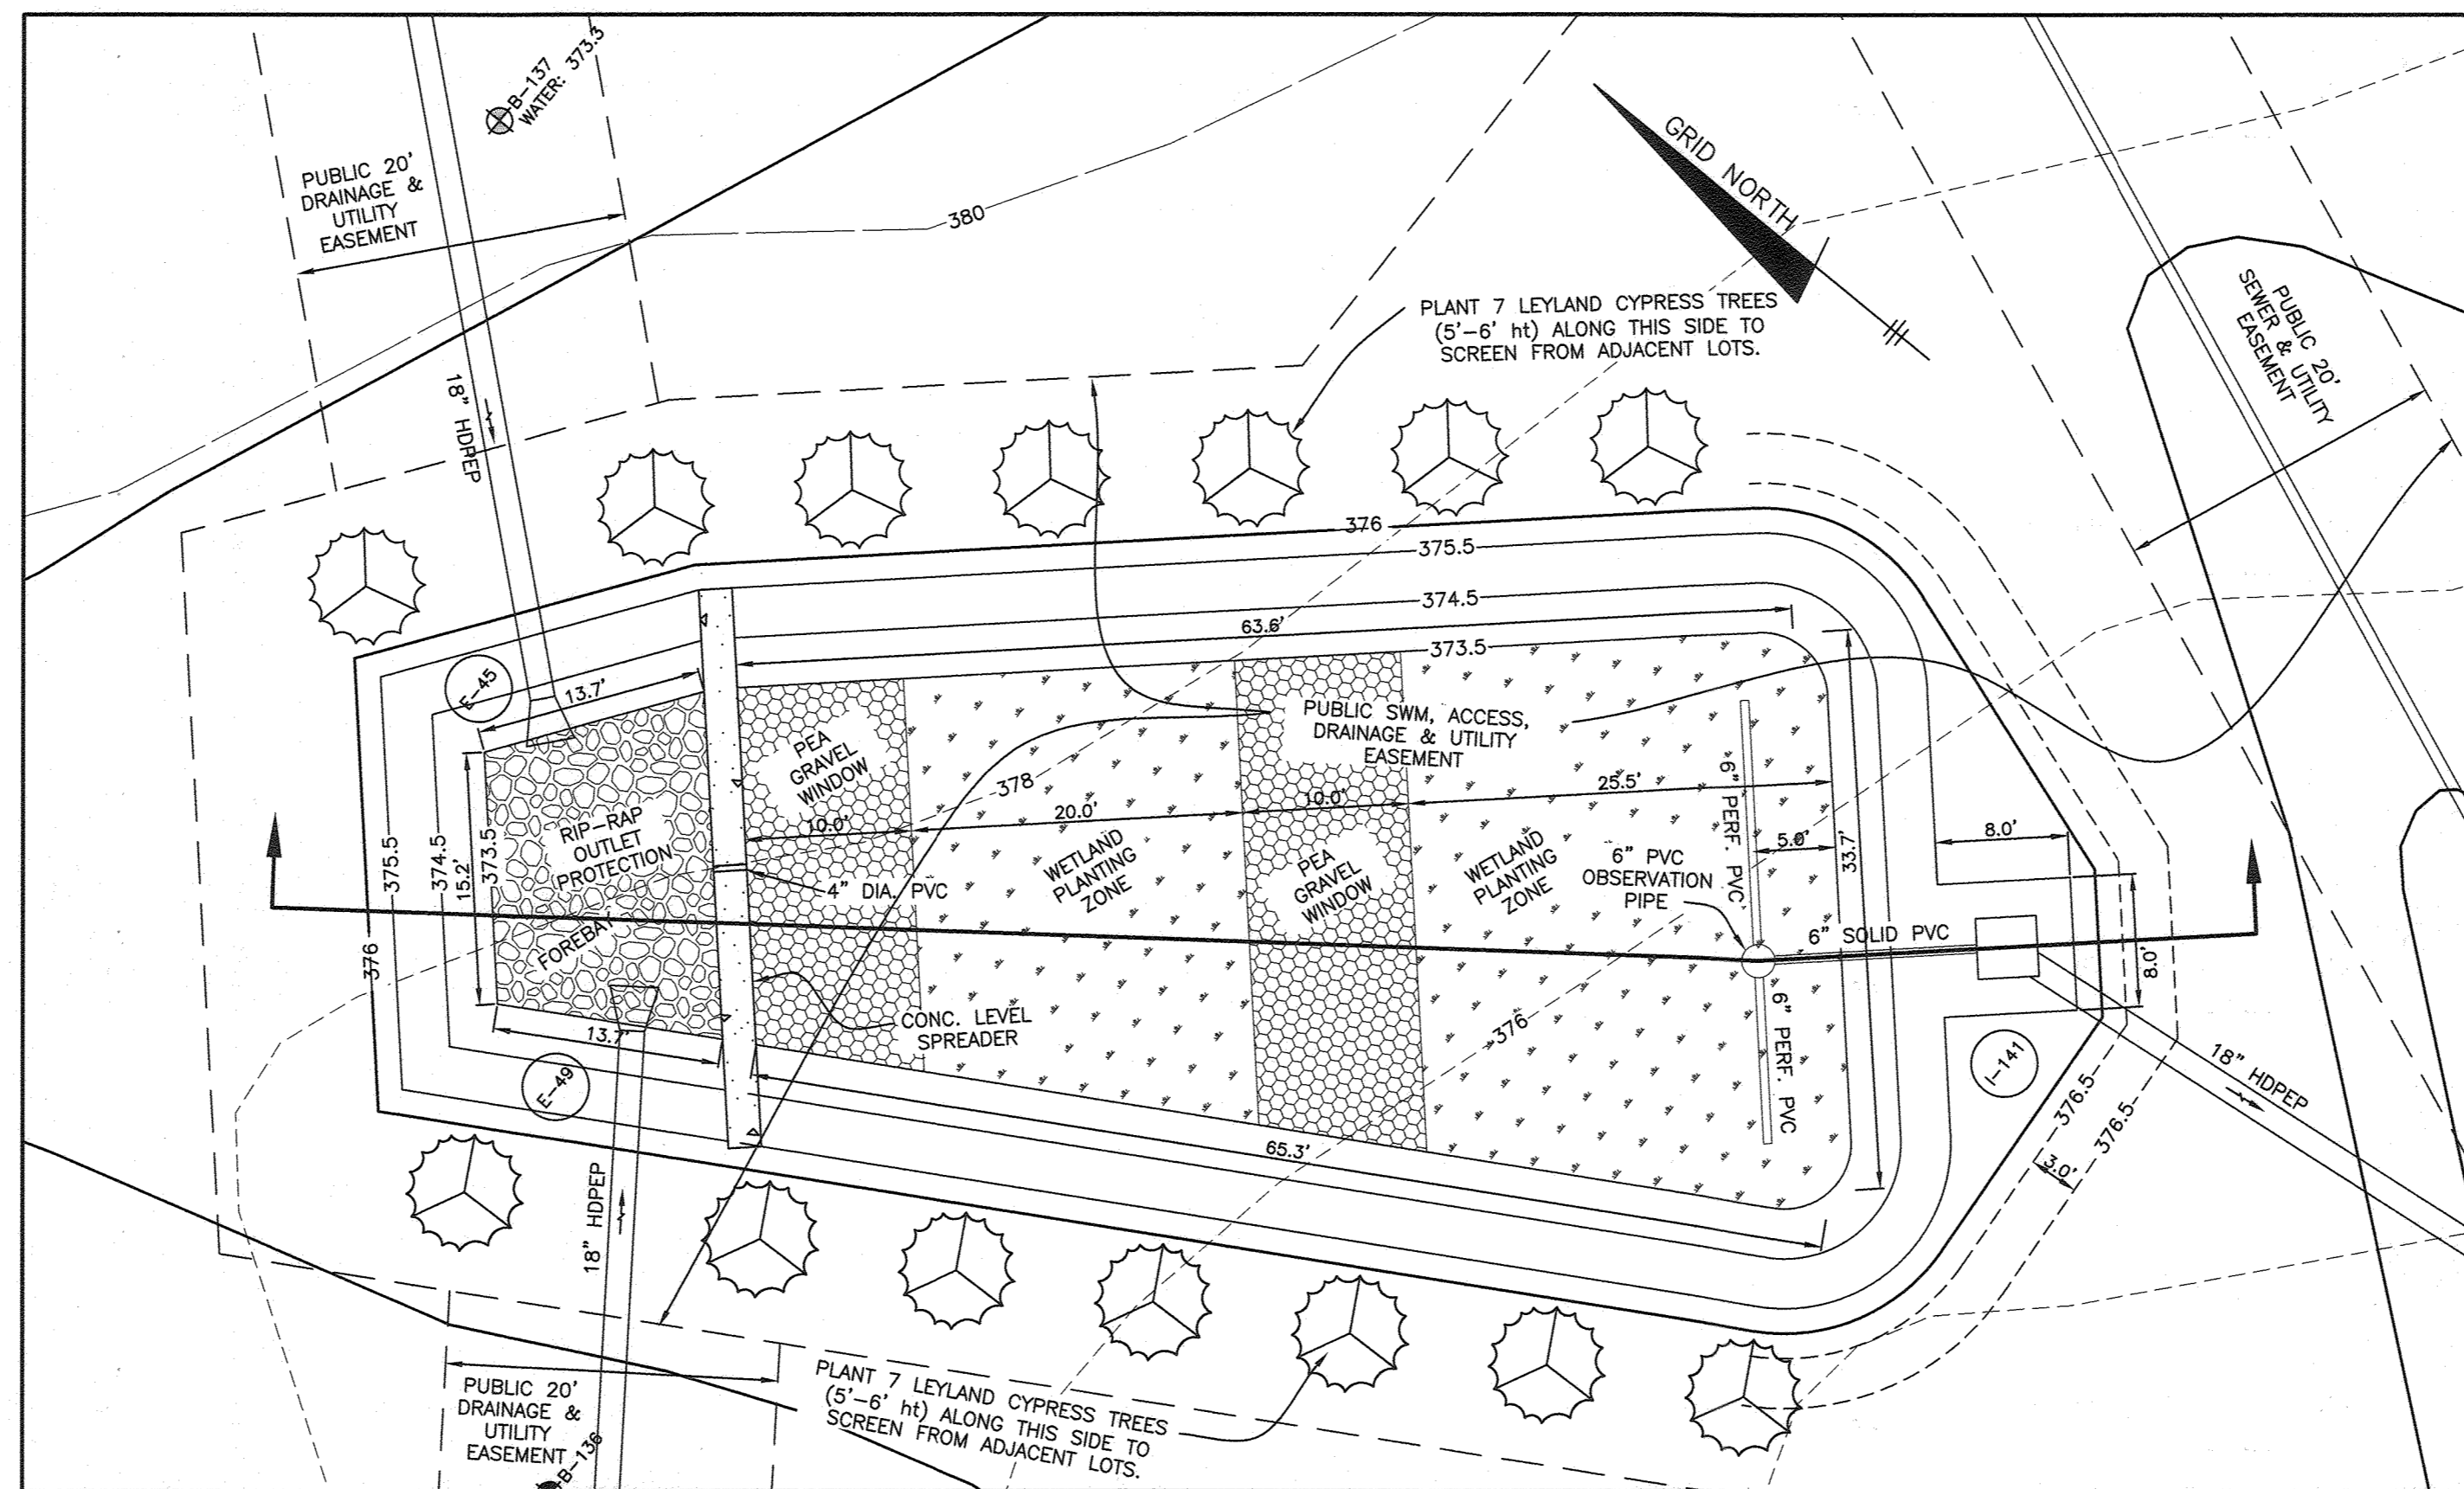 B-137
WATER: 373.3
PUBLIC 20'
DRAINAGE &
UTILITY
EASEMENT
18" HDPEP
380
GRID NORTH
PLANT 7 LEYLAND CYPRESS TREES
(5'-6' ht) ALONG THIS SIDE TO
SCREEN FROM ADJACENT LOTS.
PUBLIC 20'
SEWER & UTILITY
EASEMENT
376
375.5
374.5
63.6'
373.5
E-45
13.7'
PEA
GRAVEL
WINDOW
PUBLIC SWM, ACCESS,
DRAINAGE & UTILITY
EASEMENT
378
10.0'
20.0'
10.0'
25.5'
RIP-RAP
OUTLET
PROTECTION
FOREBAY
375.5
374.5
15.2'
373.5
376
4" DIA. PVC
WETLAND
PLANTING
ZONE
PEA
GRAVEL
WINDOW
WETLAND
PLANTING
ZONE
6" PVC
OBSERVATION
PIPE
6" PERF. PVC
5.0'
33.7'
8.0'
6" SOLID PVC
8.0'
CONC. LEVEL
SPREADER
376
6" PERF. PVC
13.7'
E-49
I-141
18" HDPEP
376.5
376.5
3.0'
65.3'
18" HDPEP
PUBLIC 20'
DRAINAGE &
UTILITY
EASEMENT
B-136
PLANT 7 LEYLAND CYPRESS TREES
(5'-6' ht) ALONG THIS SIDE TO
SCREEN FROM ADJACENT LOTS.